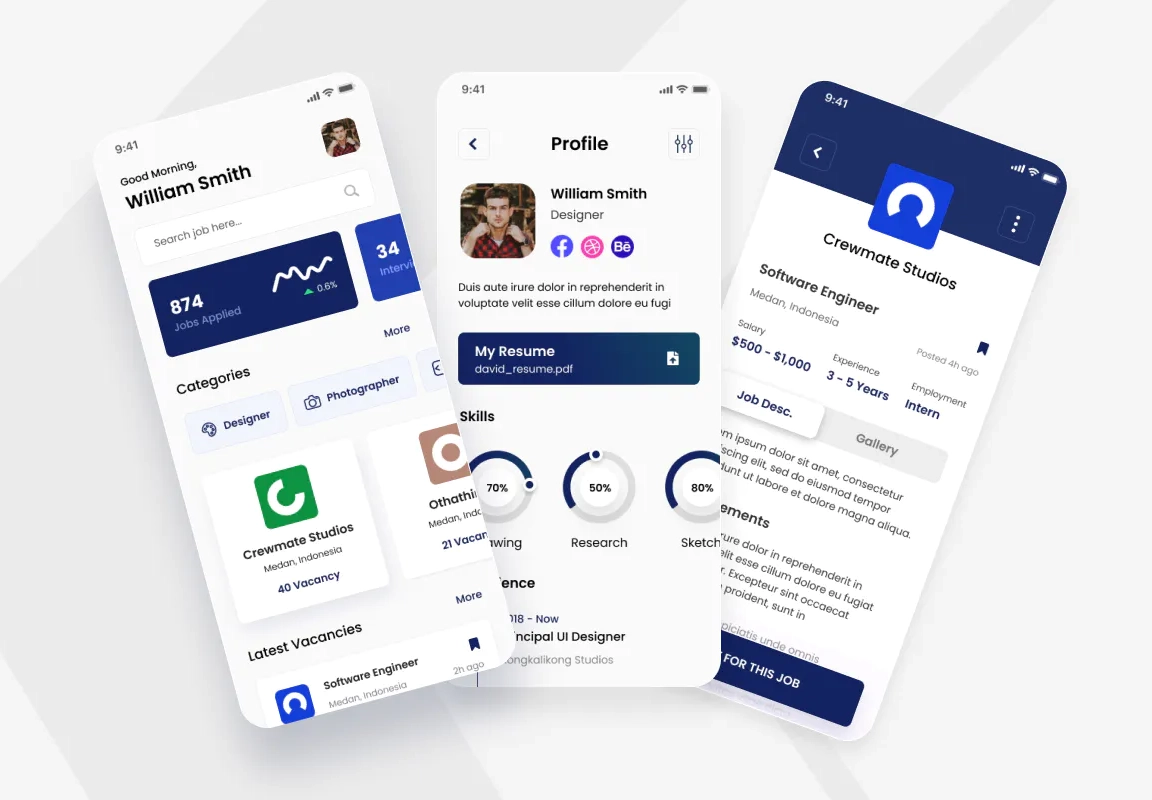 9:41
Good Morning,
William Smith
Search job here...
874
Jobs Applied
0.6%
34
More
Categories
Designer
Photographer
Crewmate Studios
Medan, Indonesia
40 Vacancy
Medan,
21
More
Latest Vacancies
Software Engineer
Medan, Indonesia
2h ago
9:41
Profile
William Smith
Designer
Bē
Duis aute irure dolor in reprehenderit in
voluptate velit esse cillum dolore eu fugi
My Resume
david_resume.pdf
Skills
70%
50%
80%
awing
Research
Sketch
ence
018 - Now
ncipal UI Designer
ongkalikong Studios
9:41
Crewmate Studios
Software Engineer
Medan, Indonesia
Posted 4h ago
Salary
$500 - $1,000
Experience
3 - 5 Years
Employment
Intern
Job Desc.
Gallery
em ipsum dolor sit amet, consectetur
iscing elit, sed do eiusmod tempor
dunt ut labore et dolore magna aliqua.
ements
rure dolor in reprehenderit in
elit esse cillum dolore eu fugiat
r. Excepteur sint occaecat
proident, sunt in
piciatis unde omnis
FOR THIS JOB